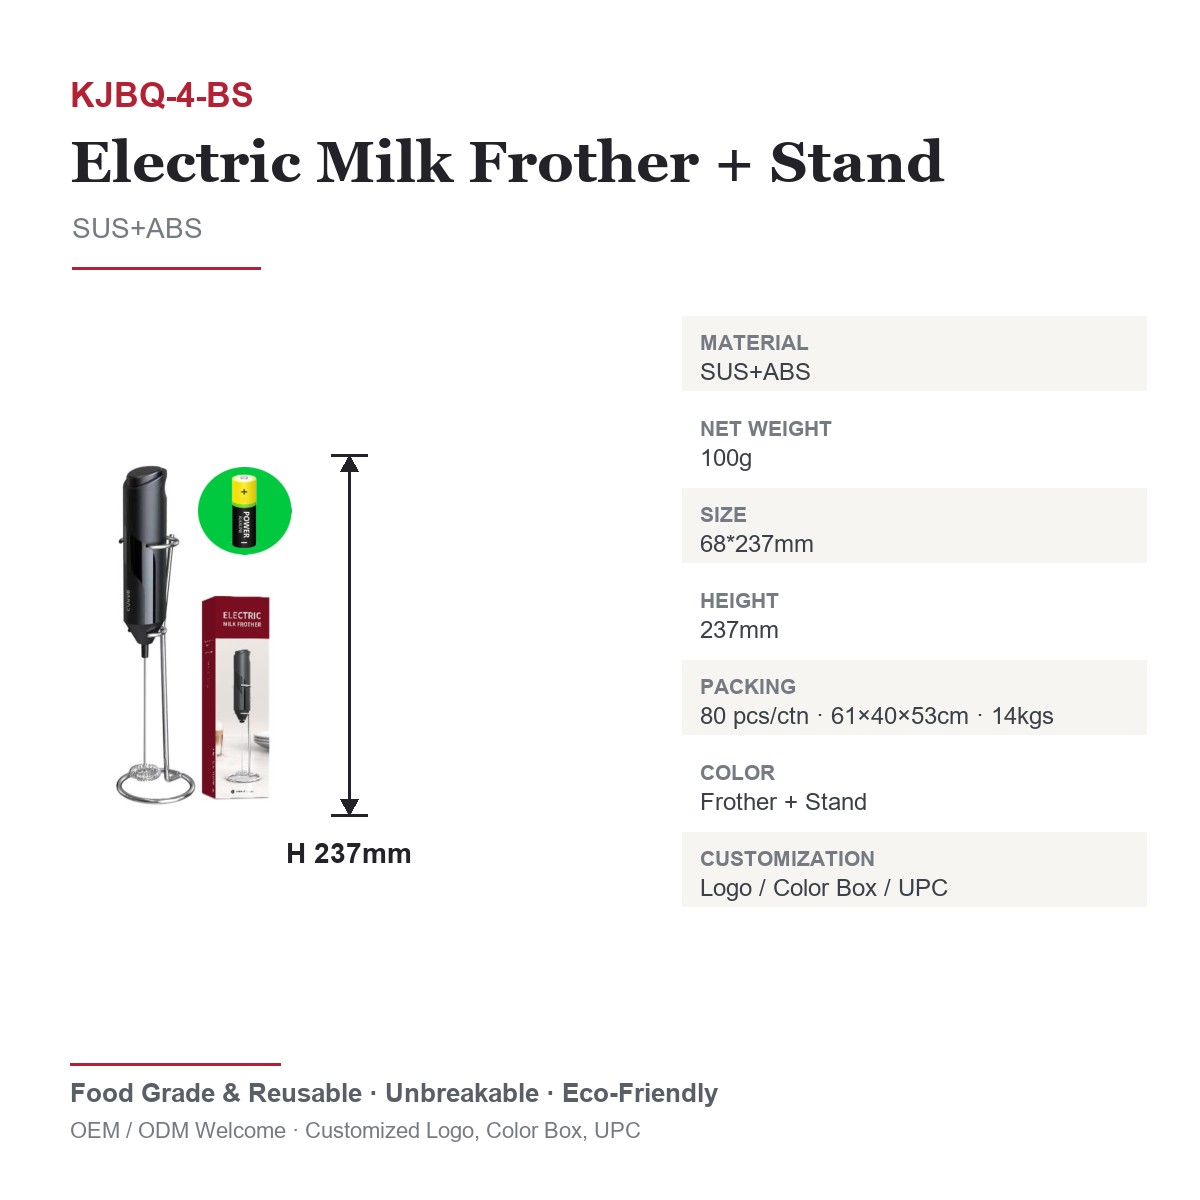 KJBQ-4-BS
Electric Milk Frother + Stand
SUS+ABS
MATERIAL
SUS+ABS
NET WEIGHT
100g
SIZE
68*237mm
HEIGHT
237mm
PACKING
80 pcs/ctn · 61×40×53cm · 14kgs
COLOR
Frother + Stand
CUSTOMIZATION
Logo / Color Box / UPC
+
POWER
ELECTRIC
MILK FROTHER
H 237mm
Food Grade & Reusable · Unbreakable · Eco-Friendly
OEM / ODM Welcome · Customized Logo, Color Box, UPC